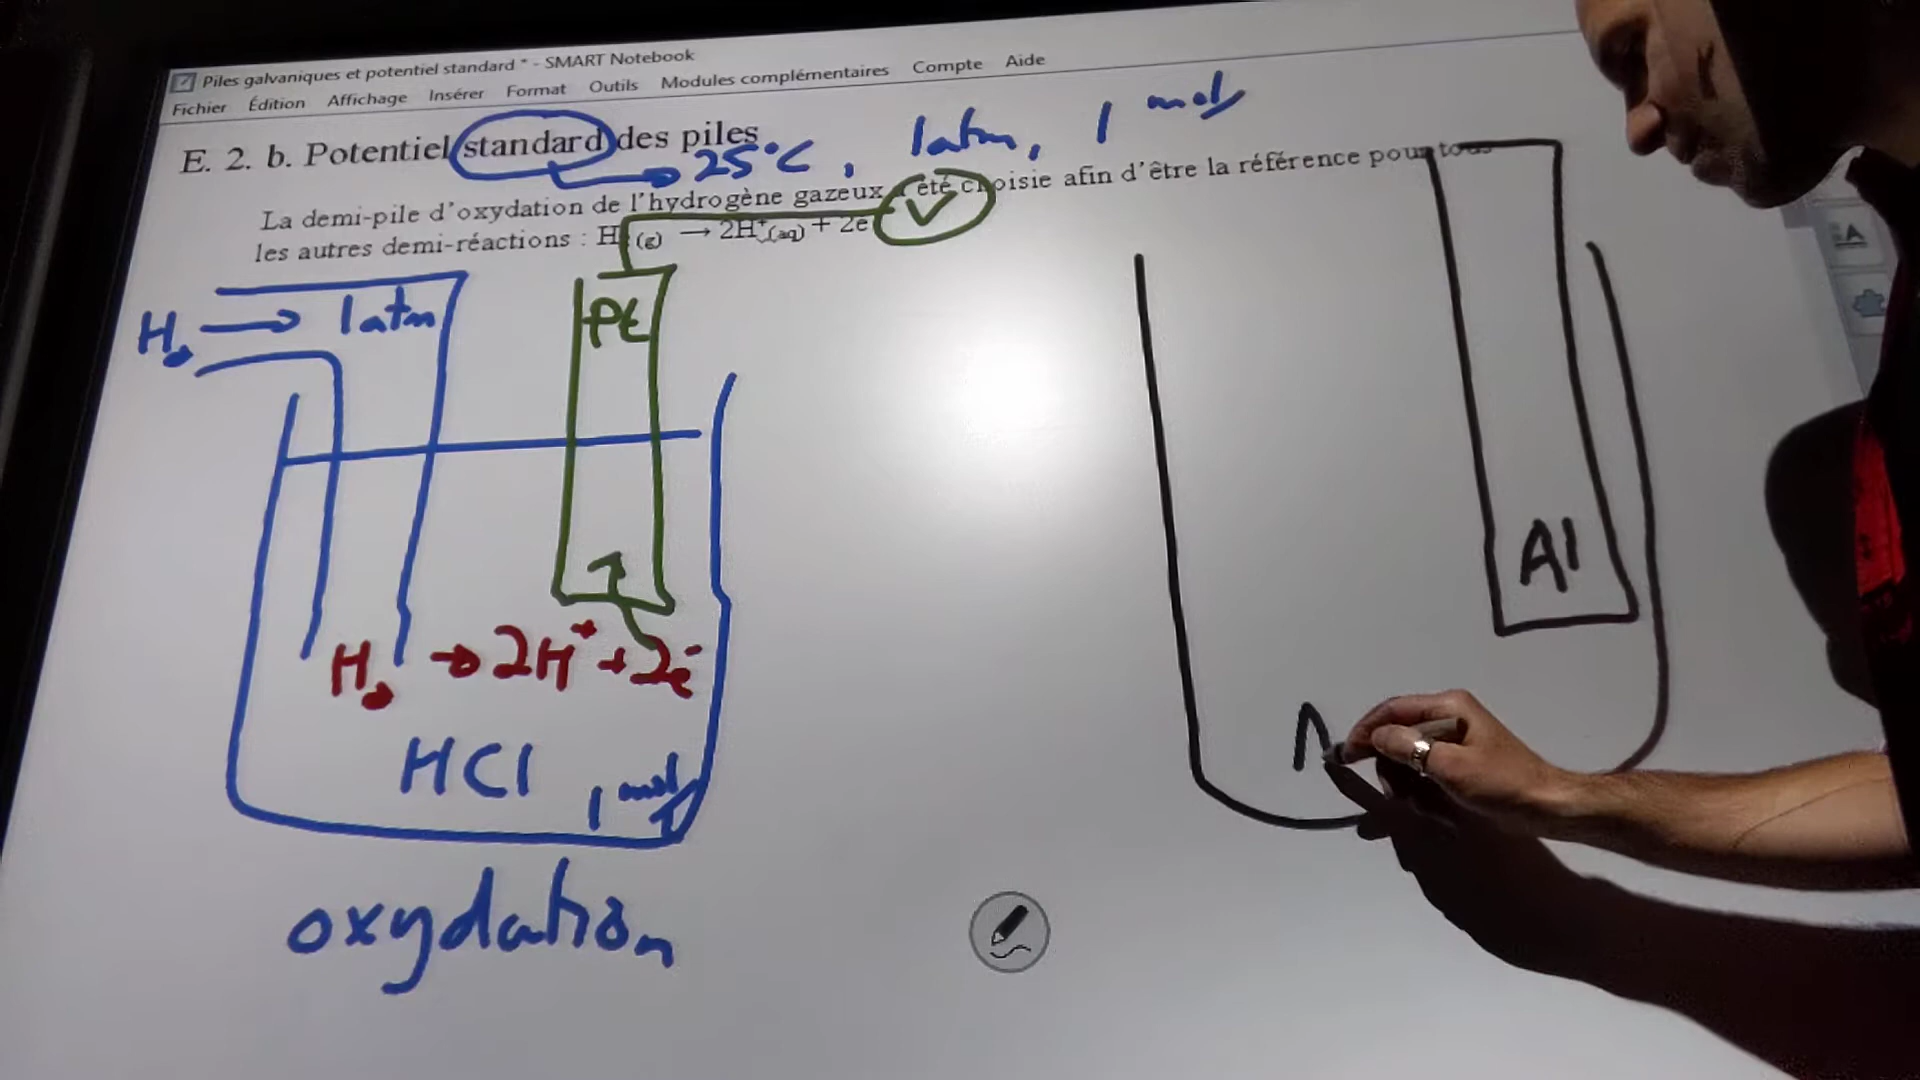 Piles galvaniques et potentiel standard * - SMART Notebook
Fichier Édition Affichage Insérer Format Outils Modules complémentaires Compte Aide
E. 2. b. Potentiel standard des piles
25°C, 1atm, 1 mol
La demi-pile d'oxydation de l'hydrogène gazeux a été choisie afin d'être la référence pour tous
les autres demi-réactions : H (g) → 2H⁺(aq) + 2e
H₂ → 1atm
Pt
Al
H₂ → 2H⁺ + 2e⁻
HCl
1 mol
oxydation